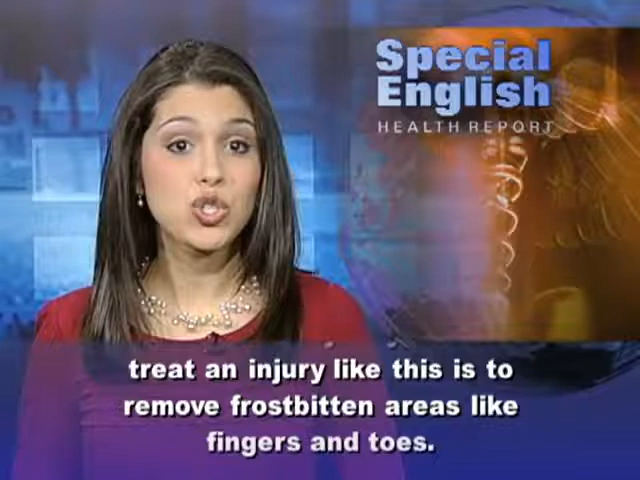 Special
English
HEALTH REPORT
treat an injury like this is to
remove frostbitten areas like
fingers and toes.